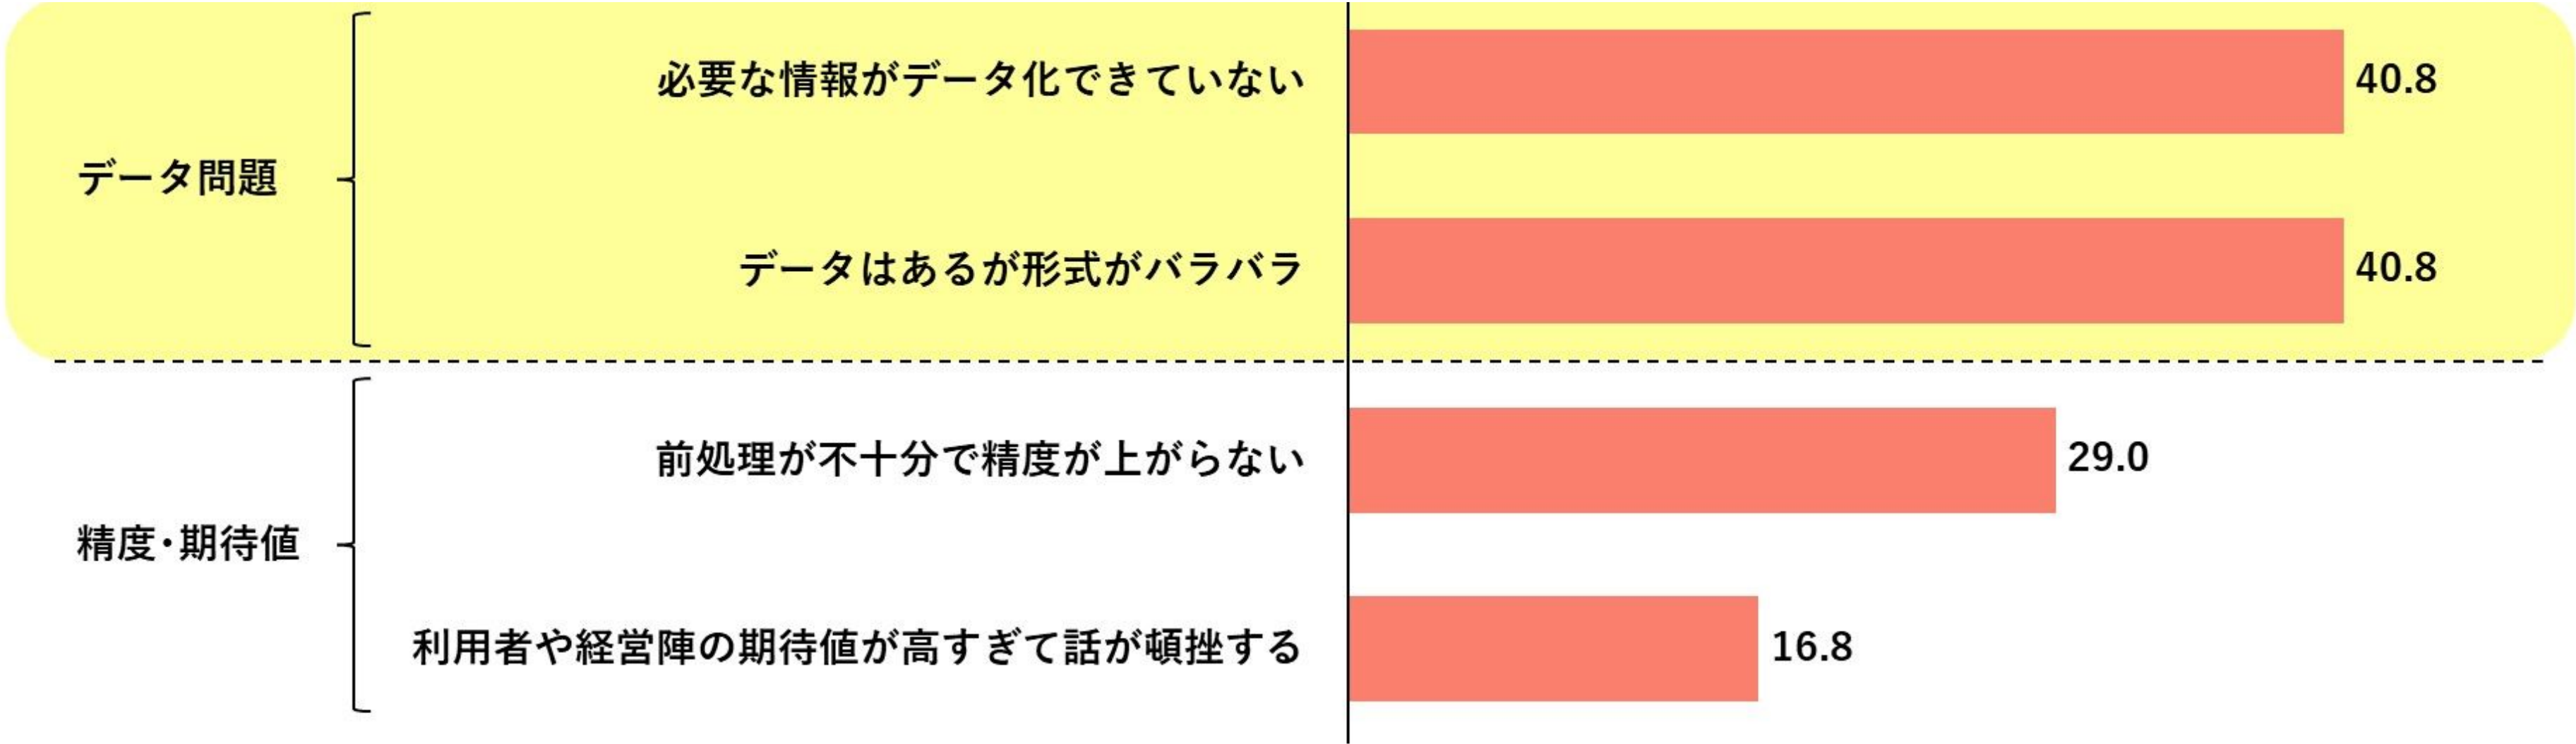 データ問題
必要な情報がデータ化できていない
40.8
データはあるが形式がバラバラ
40.8
精度・期待値
前処理が不十分で精度が上がらない
29.0
利用者や経営陣の期待値が高すぎて話が頓挫する
16.8